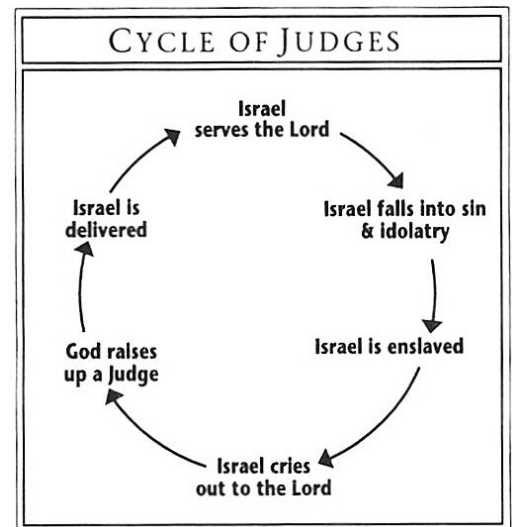 CYCLE OF JUDGES
Israel
serves the Lord
Israel falls into sin
& idolatry
Israel is enslaved
Israel cries
out to the Lord
God raises
up a Judge
Israel is
delivered